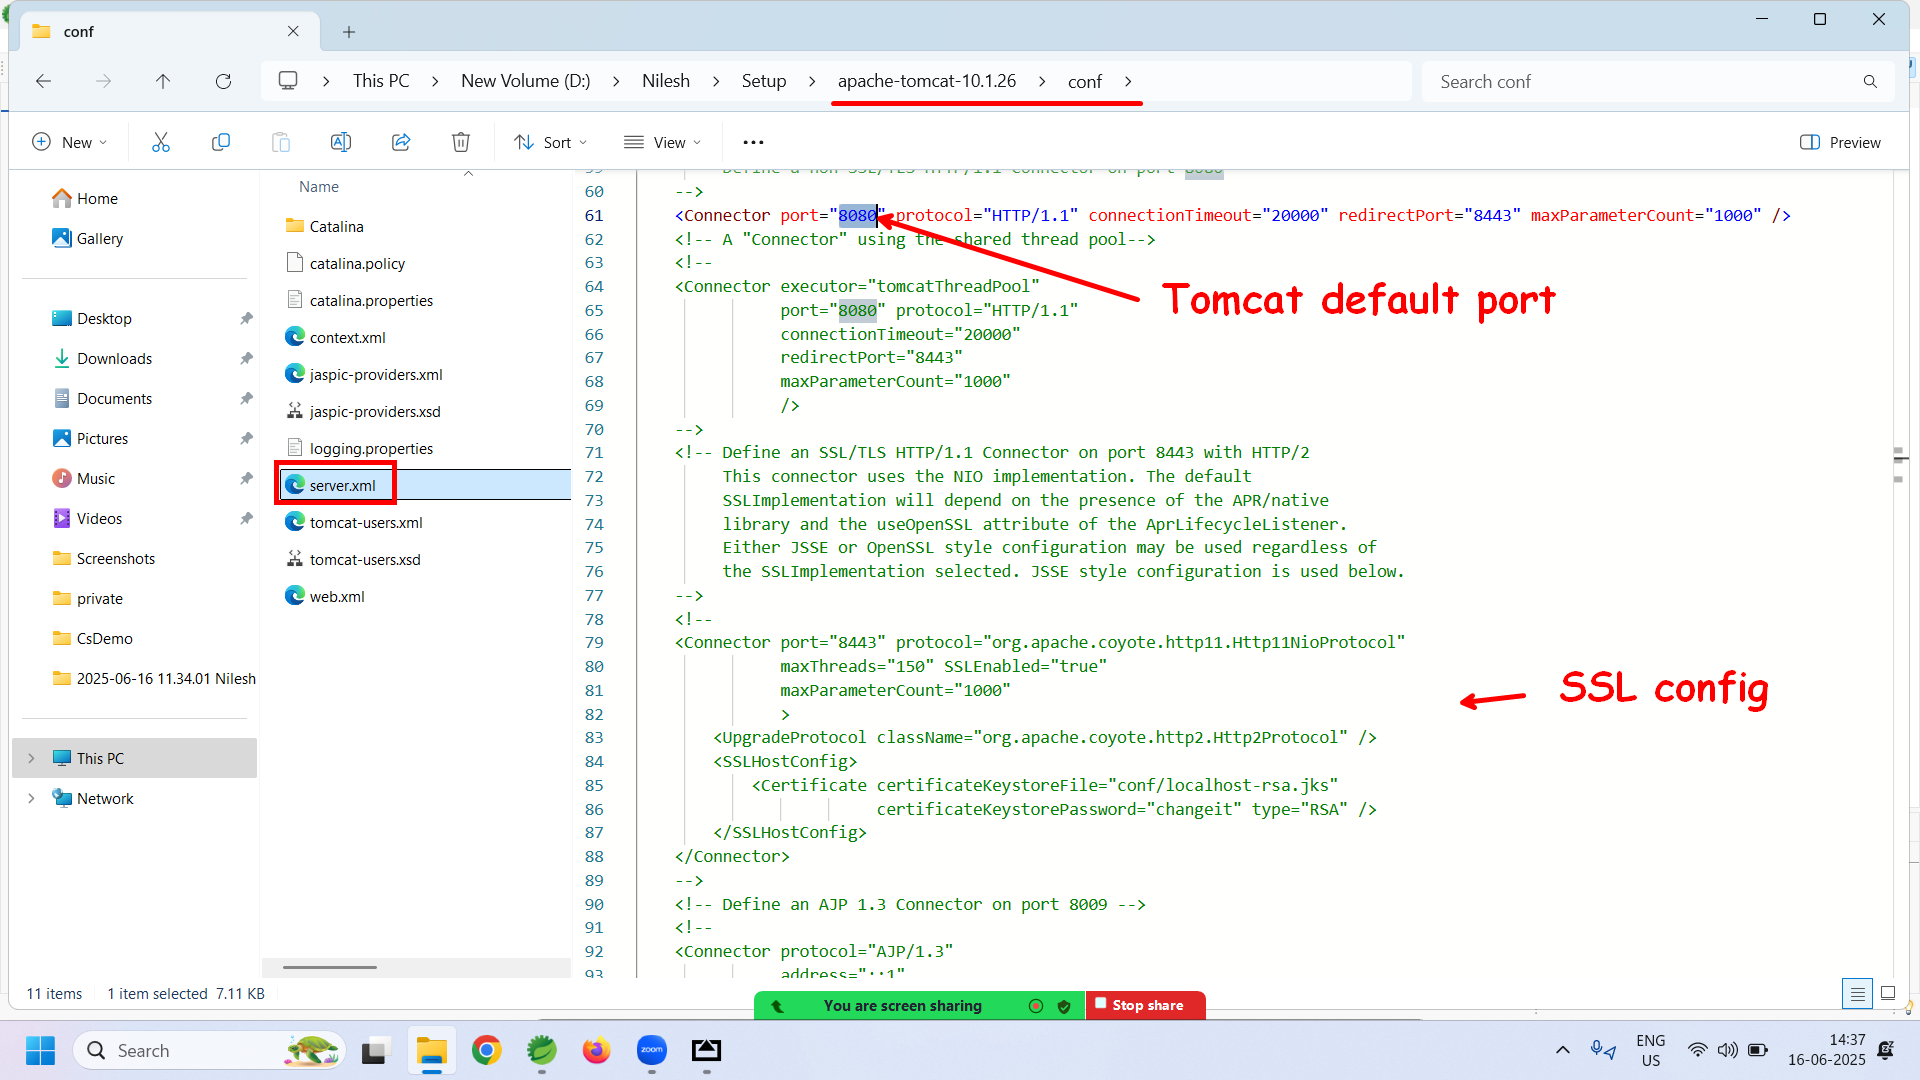 conf
This PC
New Volume (D:)
Nilesh
Setup
apache-tomcat-10.1.26
conf
Search conf
New
Sort
View
Preview
Home
Gallery
Desktop
Downloads
Documents
Pictures
Music
Videos
Screenshots
private
CsDemo
2025-06-16 11.34.01 Nilesh
This PC
Network
Name
Catalina
catalina.policy
catalina.properties
context.xml
jaspic-providers.xml
jaspic-providers.xsd
logging.properties
server.xml
tomcat-users.xml
tomcat-users.xsd
web.xml
59 Define a non-SSL/TLS HTTP/1.1 Connector on port 8080
60 -->
61 <Connector port="8080" protocol="HTTP/1.1" connectionTimeout="20000" redirectPort="8443" maxParameterCount="1000" />
62 <!-- A "Connector" using the shared thread pool-->
63 <!--
64 <Connector executor="tomcatThreadPool"
65 port="8080" protocol="HTTP/1.1"
66 connectionTimeout="20000"
67 redirectPort="8443"
68 maxParameterCount="1000"
69 />
70 -->
71 <!-- Define an SSL/TLS HTTP/1.1 Connector on port 8443 with HTTP/2
72 This connector uses the NIO implementation. The default
73 SSLImplementation will depend on the presence of the APR/native
74 library and the useOpenSSL attribute of the AprLifecycleListener.
75 Either JSSE or OpenSSL style configuration may be used regardless of
76 the SSLImplementation selected. JSSE style configuration is used below.
77 -->
78 <!--
79 <Connector port="8443" protocol="org.apache.coyote.http11.Http11NioProtocol"
80 maxThreads="150" SSLEnabled="true"
81 maxParameterCount="1000"
82 >
83 <UpgradeProtocol className="org.apache.coyote.http2.Http2Protocol" />
84 <SSLHostConfig>
85 <Certificate certificateKeystoreFile="conf/localhost-rsa.jks"
86 certificateKeystorePassword="changeit" type="RSA" />
87 </SSLHostConfig>
88 </Connector>
89 -->
90 <!-- Define an AJP 1.3 Connector on port 8009 -->
91 <!--
92 <Connector protocol="AJP/1.3"
93 address="::1"
Tomcat default port
SSL config
11 items
1 item selected 7.11 KB
You are screen sharing
Stop share
Search
zoom
ENG
US
14:37
16-06-2025